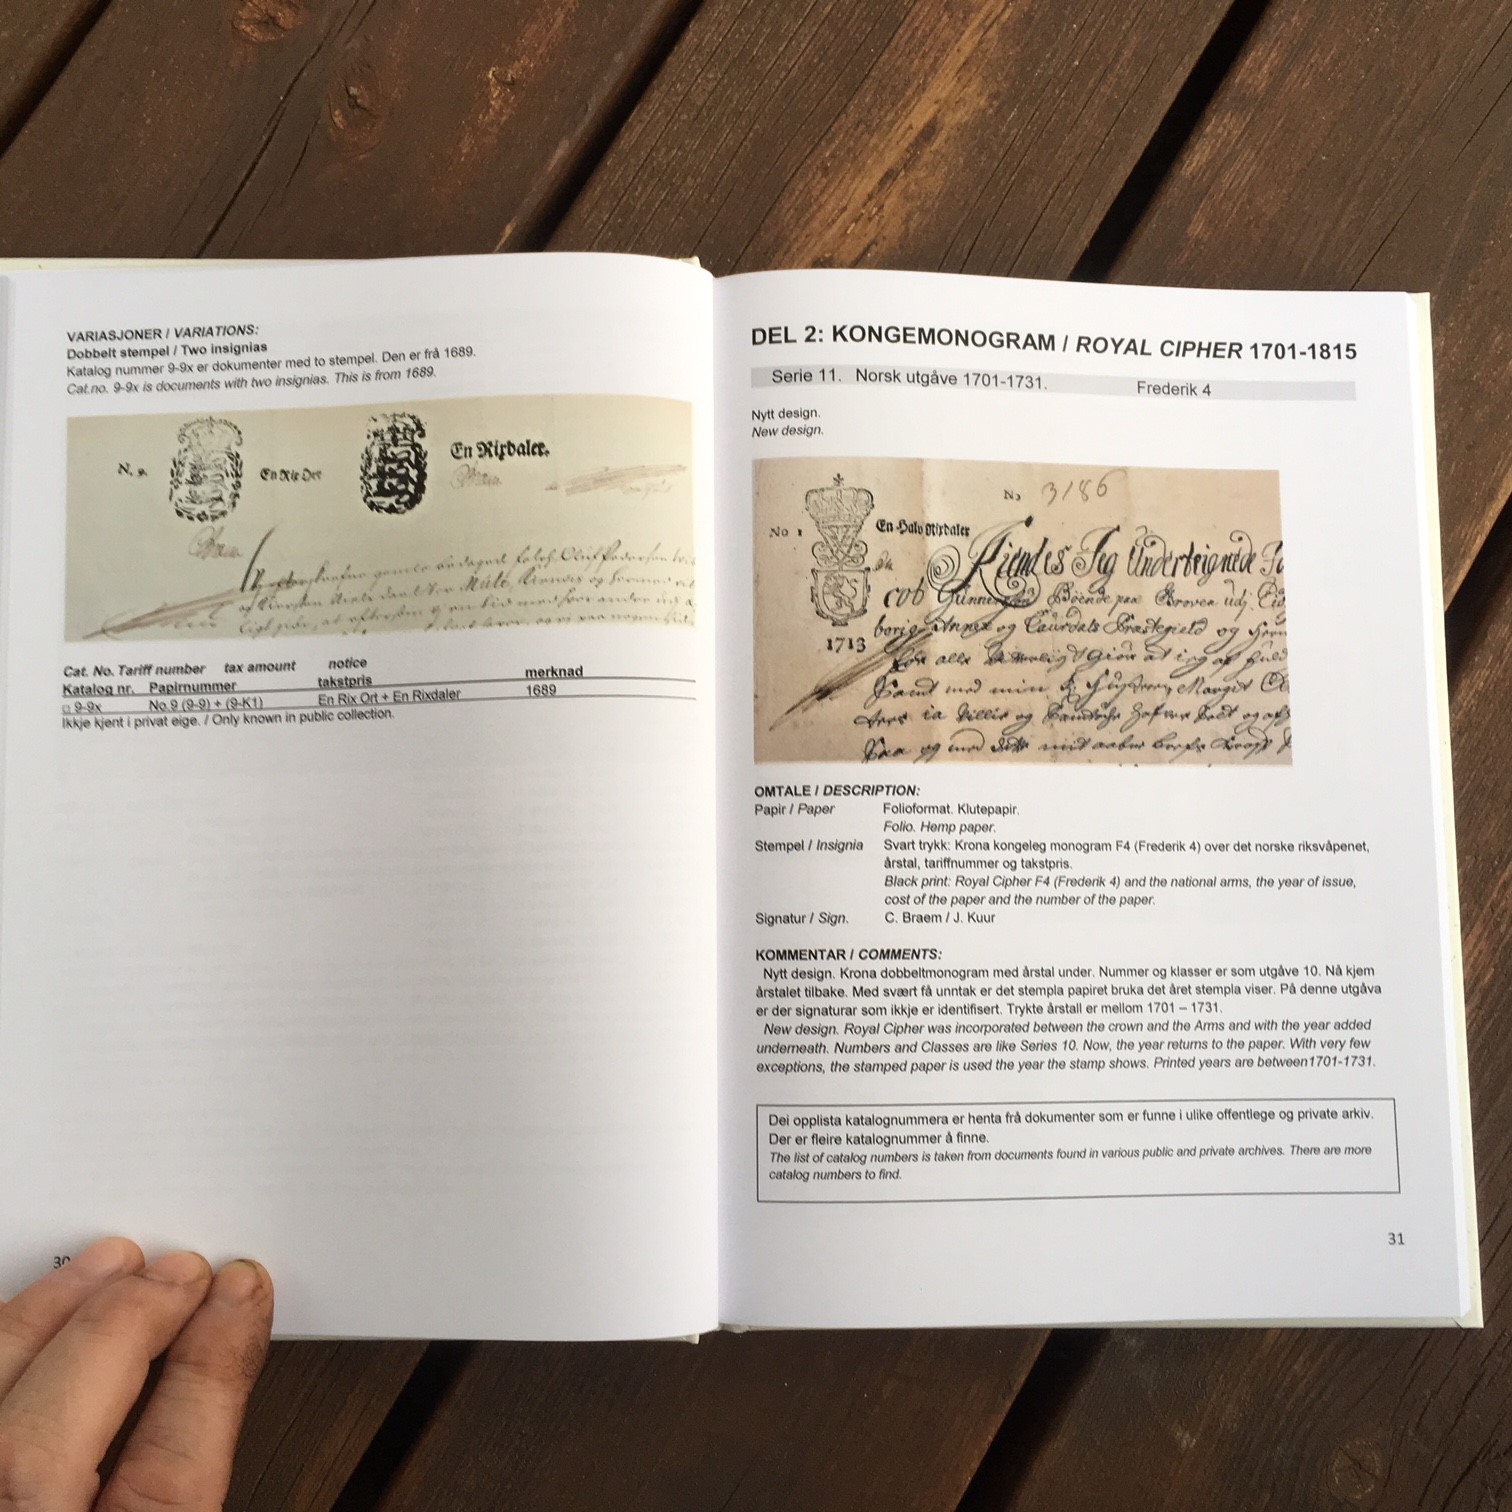 VARIASJONER / VARIATIONS:
Dobbelt stempel / Two insignias
Katalog nummer 9-9x er dokumenter med to stempel. Den er frå 1689.
Cat.no. 9-9x is documents with two insignias. This is from 1689.
N. 9.
En Rix Ort
En Rixdaler.
Cat. No. Tariff number tax amount notice
Katalog nr. Papirnummer takstpris merknad
□ 9-9x No.9 (9-9) + (9-K1) En Rix Ort + En Rixdaler 1689
Ikkje kjent i privat eige. / Only known in public collection.
30
DEL 2: KONGEMONOGRAM / ROYAL CIPHER 1701-1815
Serie 11. Norsk utgåve 1701-1731. Frederik 4
Nytt design.
New design.
No 3186
No 1
En Halv Rixdaler
Kiendes Jeg Underteignede
cob Gunnersen
1713
OMTALE / DESCRIPTION:
Papir / Paper Folioformat. Klutepapir.
Folio. Hemp paper.
Stempel / Insignia Svart trykk: Krona kongeleg monogram F4 (Frederik 4) over det norske riksvåpenet,
årstal, tariffnummer og takstpris.
Black print: Royal Cipher F4 (Frederik 4) and the national arms, the year of issue,
cost of the paper and the number of the paper.
Signatur / Sign. C. Braem / J. Kuur
KOMMENTAR / COMMENTS:
Nytt design. Krona dobbeltmonogram med årstal under. Nummer og klasser er som utgåve 10. Nå kjem
årstalet tilbake. Med svært få unntak er det stempla papiret bruka det året stempla viser. På denne utgåva
er der signaturar som ikkje er identifisert. Trykte årstall er mellom 1701 – 1731.
New design. Royal Cipher was incorporated between the crown and the Arms and with the year added
underneath. Numbers and Classes are like Series 10. Now, the year returns to the paper. With very few
exceptions, the stamped paper is used the year the stamp shows. Printed years are between1701-1731.
Dei opplista katalognummera er henta frå dokumenter som er funne i ulike offentlege og private arkiv.
Der er fleire katalognummer å finne.
The list of catalog numbers is taken from documents found in various public and private archives. There are more
catalog numbers to find.
31